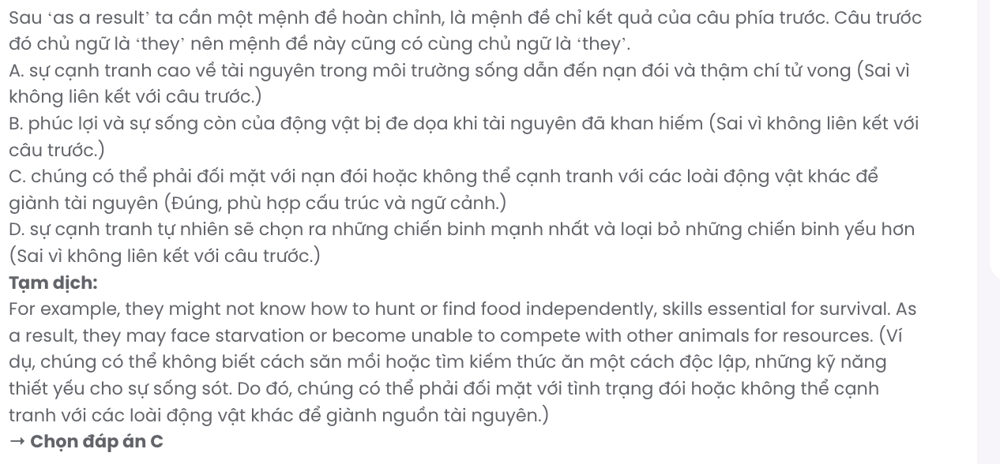 Sau ‘as a result’ ta cần một mệnh đề hoàn chỉnh, là mệnh đề chỉ kết quả của câu phía trước. Câu trước
đó chủ ngữ là ‘they’ nên mệnh đề này cũng có cùng chủ ngữ là ‘they’.
A. sự cạnh tranh cao về tài nguyên trong môi trường sống dẫn đến nạn đói và thậm chí tử vong (Sai vì
không liên kết với câu trước.)
B. phúc lợi và sự sống còn của động vật bị đe dọa khi tài nguyên đã khan hiếm (Sai vì không liên kết với
câu trước.)
C. chúng có thể phải đối mặt với nạn đói hoặc không thể cạnh tranh với các loài động vật khác để
giành tài nguyên (Đúng, phù hợp cấu trúc và ngữ cảnh.)
D. sự cạnh tranh tự nhiên sẽ chọn ra những chiến binh mạnh nhất và loại bỏ những chiến binh yếu hơn
(Sai vì không liên kết với câu trước.)
Tạm dịch:
For example, they might not know how to hunt or find food independently, skills essential for survival. As
a result, they may face starvation or become unable to compete with other animals for resources. (Ví
dụ, chúng có thể không biết cách săn mồi hoặc tìm kiếm thức ăn một cách độc lập, những kỹ năng
thiết yếu cho sự sống sót. Do đó, chúng có thể phải đối mặt với tình trạng đói hoặc không thể cạnh
tranh với các loài động vật khác để giành nguồn tài nguyên.)
→ Chọn đáp án C